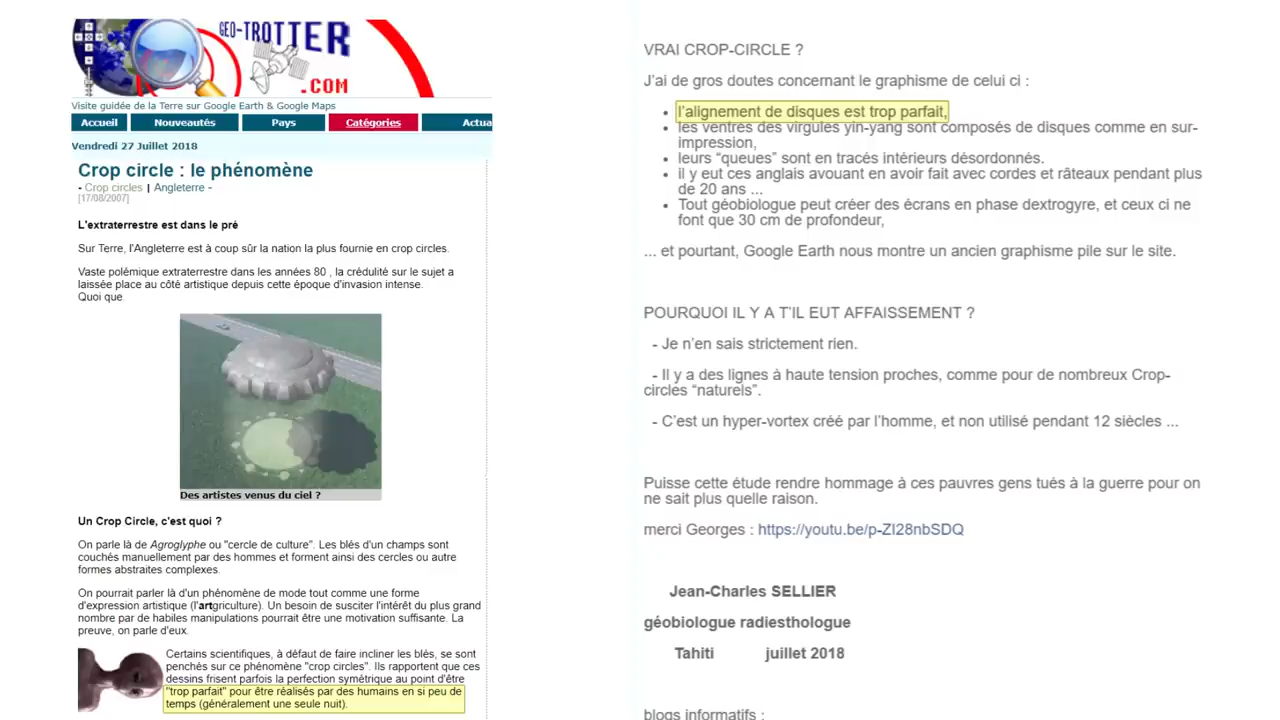 GEO-TROTTER
.COM
Visite guidée de la Terre sur Google Earth & Google Maps
Accueil Nouveautés Pays Catégories Actua
Vendredi 27 Juillet 2018
Crop circle : le phénomène
- Crop circles | Angleterre -
[17/08/2007]
L'extraterrestre est dans le pré
Sur Terre, l'Angleterre est à coup sûr la nation la plus fournie en crop circles.
Vaste polémique extraterrestre dans les années 80 , la crédulité sur le sujet a
laissée place au côté artistique depuis cette époque d'invasion intense.
Quoi que
Des artistes venus du ciel ?
Un Crop Circle, c'est quoi ?
On parle là de Agroglyphe ou "cercle de culture". Les blés d'un champs sont
couchés manuellement par des hommes et forment ainsi des cercles ou autre
formes abstraites complexes.
On pourrait parler là d'un phénomène de mode tout comme une forme
d'expression artistique (l'artgriculture). Un besoin de susciter l'intérêt du plus grand
nombre par de habiles manipulations pourrait être une motivation suffisante. La
preuve, on parle d'eux.
Certains scientifiques, à défaut de faire incliner les blés, se sont
penchés sur ce phénomène "crop circles". Ils rapportent que ces
dessins frisent parfois la perfection symétrique au point d'être
"trop parfait" pour être réalisés par des humains en si peu de
temps (généralement une seule nuit).
VRAI CROP-CIRCLE ?
J'ai de gros doutes concernant le graphisme de celui ci :
• l'alignement de disques est trop parfait,
• les ventres des virgules yin-yang sont composés de disques comme en sur-
impression,
• leurs “queues” sont en tracés intérieurs désordonnés.
• il y eut ces anglais avouant en avoir fait avec cordes et râteaux pendant plus
de 20 ans ...
• Tout géobiologue peut créer des écrans en phase dextrogyre, et ceux ci ne
font que 30 cm de profondeur,
... et pourtant, Google Earth nous montre un ancien graphisme pile sur le site.
POURQUOI IL Y A T'IL EUT AFFAISSEMENT ?
- Je n'en sais strictement rien.
- Il y a des lignes à haute tension proches, comme pour de nombreux Crop-
circles “naturels”.
- C'est un hyper-vortex créé par l'homme, et non utilisé pendant 12 siècles ...
Puisse cette étude rendre hommage à ces pauvres gens tués à la guerre pour on
ne sait plus quelle raison.
merci Georges : https://youtu.be/p-ZI28nbSDQ
Jean-Charles SELLIER
géobiologue radiesthologue
Tahiti juillet 2018
blogs informatifs :